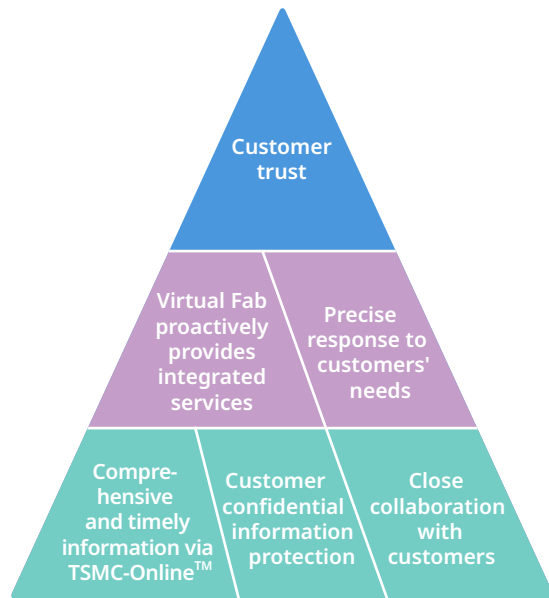 Customer
trust
Virtual Fab
proactively
provides
integrated
services
Precise
response to
customers'
needs
Compre-
hensive
and timely
information via
TSMC-Online™
Customer
confidential
information
protection
Close
collaboration
with
customers